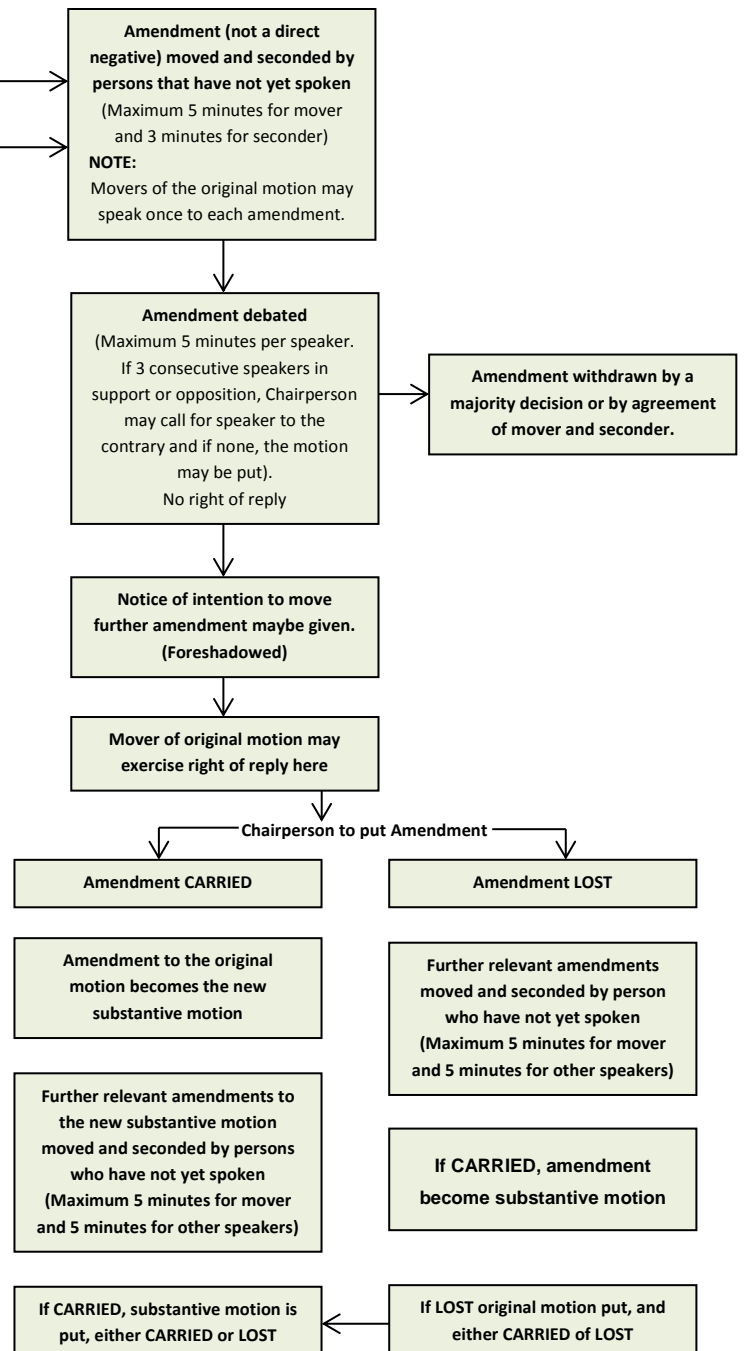 Amendment (not a direct
negative) moved and seconded by
persons that have not yet spoken
(Maximum 5 minutes for mover
and 3 minutes for seconder)
NOTE:
Movers of the original motion may
speak once to each amendment.
Amendment debated
(Maximum 5 minutes per speaker.
If 3 consecutive speakers in
support or opposition, Chairperson
may call for speaker to the
contrary and if none, the motion
may be put).
No right of reply
Amendment withdrawn by a
majority decision or by agreement
of mover and seconder.
Notice of intention to move
further amendment maybe given.
(Foreshadowed)
Mover of original motion may
exercise right of reply here
Chairperson to put Amendment
Amendment CARRIED
Amendment to the original
motion becomes the new
substantive motion
Further relevant amendments to
the new substantive motion
moved and seconded by persons
who have not yet spoken
(Maximum 5 minutes for mover
and 5 minutes for other speakers)
If CARRIED, substantive motion is
put, either CARRIED or LOST
Amendment LOST
Further relevant amendments
moved and seconded by person
who have not yet spoken
(Maximum 5 minutes for mover
and 5 minutes for other speakers)
If CARRIED, amendment
become substantive motion
If LOST original motion put, and
either CARRIED of LOST